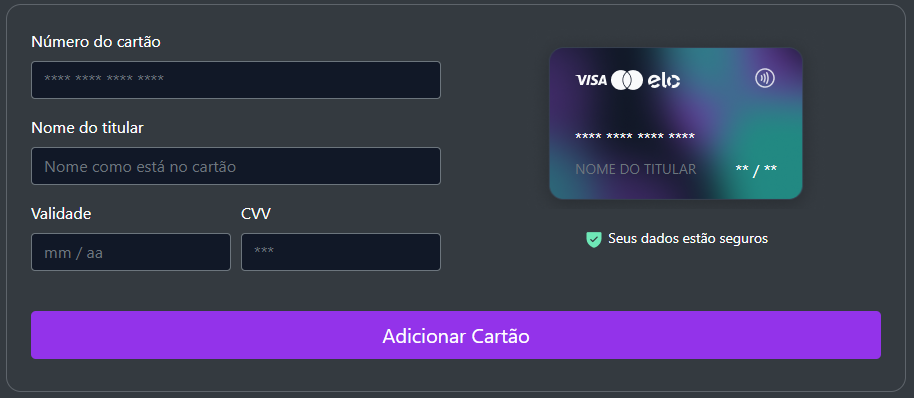 Número do cartão
**** **** **** ****
Nome do titular
Nome como está no cartão
Validade
CVV
mm / aa
***
VISA elo
**** **** **** ****
NOME DO TITULAR
** / **
Seus dados estão seguros
Adicionar Cartão